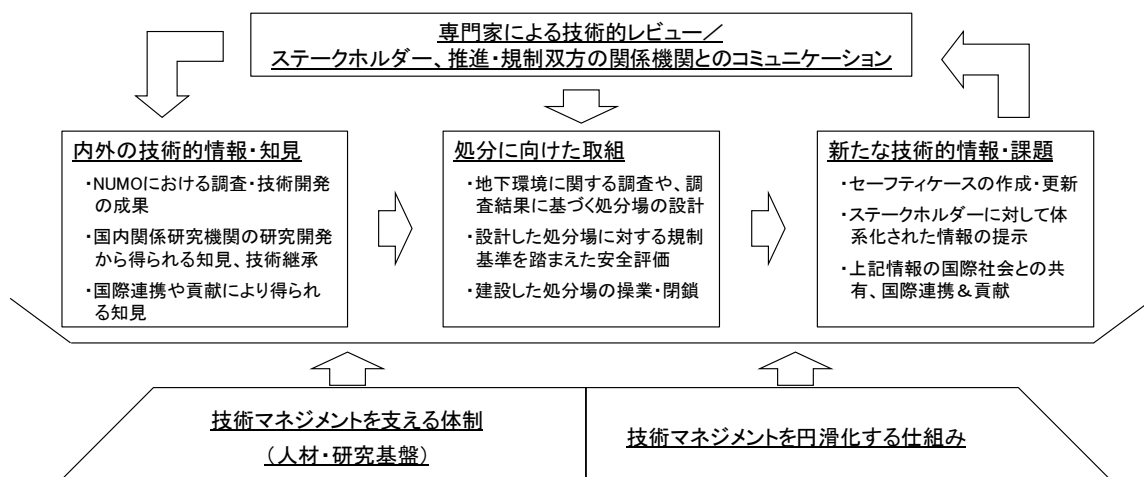 専門家による技術的レビュー／
ステークホルダー、推進・規制双方の関係機関とのコミュニケーション
内外の技術的情報・知見
・NUMOにおける調査・技術開発
の成果
・国内関係研究機関の研究開発
から得られる知見、技術継承
・国際連携や貢献により得られ
る知見
処分に向けた取組
・地下環境に関する調査や、調
査結果に基づく処分場の設計
・設計した処分場に対する規制
基準を踏まえた安全評価
・建設した処分場の操業・閉鎖
新たな技術的情報・課題
・セーフティケースの作成・更新
・ステークホルダーに対して体
系化された情報の提示
・上記情報の国際社会との共
有、国際連携＆貢献
技術マネジメントを支える体制
（人材・研究基盤）
技術マネジメントを円滑化する仕組み